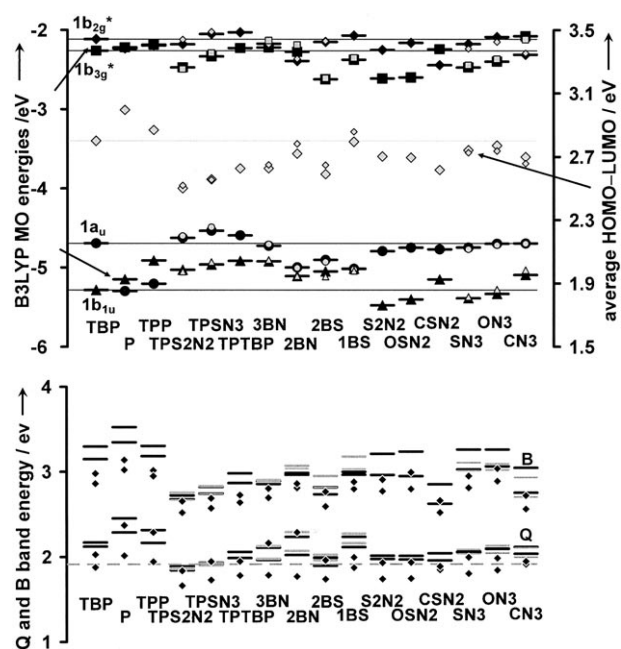 B3LYP MO energies /eV
average HOMO–LUMO / eV
-2
-3
-4
-5
-6
3.5
3.1
2.7
1.9
1.5
1b2g*
1b3g*
1au
1b1u
TBP TPP TPSN3 3BN 2BS S2N2 CSN2 ON3
P TPS2N2 TPTBP 2BN 1BS OSN2 SN3 CN3
Q and B band energy / ev
4
3
2
1
B
Q
TBP TPP TPSN3 3BN 2BS S2N2 CSN2 ON3
P TPS2N2 TPTBP 2BN 1BS OSN2 SN3 CN3